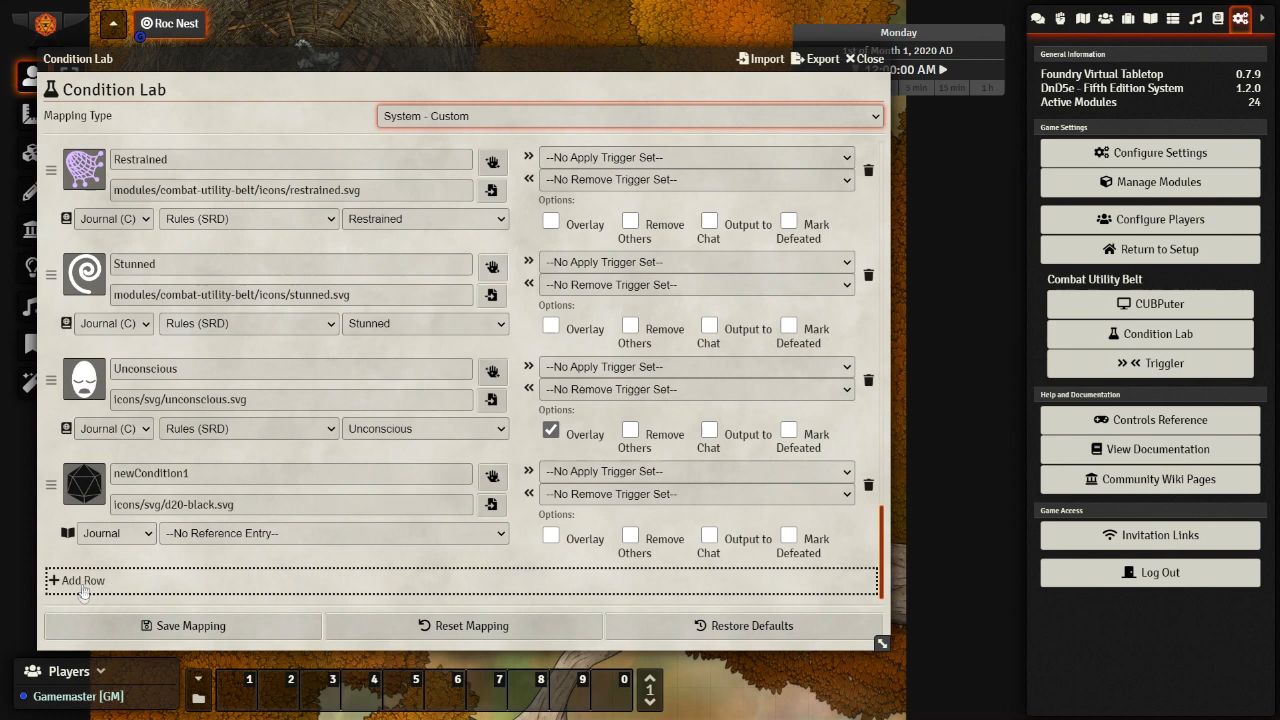 Roc Nest
G
Monday
1st of Month 1, 2020 AD
12:00:00 AM
5 min 15 min 1 h
Condition Lab
Import Export Close
Condition Lab
Mapping Type
System - Custom
Restrained
modules/combat-utility-belt/icons/restrained.svg
Journal (C) Rules (SRD) Restrained
--No Apply Trigger Set--
--No Remove Trigger Set--
Options:
Overlay Remove Others Output to Chat Mark Defeated
Stunned
modules/combat-utility-belt/icons/stunned.svg
Journal (C) Rules (SRD) Stunned
--No Apply Trigger Set--
--No Remove Trigger Set--
Options:
Overlay Remove Others Output to Chat Mark Defeated
Unconscious
icons/svg/unconscious.svg
Journal (C) Rules (SRD) Unconscious
--No Apply Trigger Set--
--No Remove Trigger Set--
Options:
Overlay Remove Others Output to Chat Mark Defeated
newCondition1
icons/svg/d20-black.svg
Journal --No Reference Entry--
--No Apply Trigger Set--
--No Remove Trigger Set--
Options:
Overlay Remove Others Output to Chat Mark Defeated
Add Row
Save Mapping Reset Mapping Restore Defaults
Players
Gamemaster [GM]
1 2 3 4 5 6 7 8 9 0
1
General Information
Foundry Virtual Tabletop 0.7.9
DnD5e - Fifth Edition System 1.2.0
Active Modules 24
Game Settings
Configure Settings
Manage Modules
Configure Players
Return to Setup
Combat Utility Belt
CUBPuter
Condition Lab
Triggler
Help and Documentation
Controls Reference
View Documentation
Community Wiki Pages
Game Access
Invitation Links
Log Out